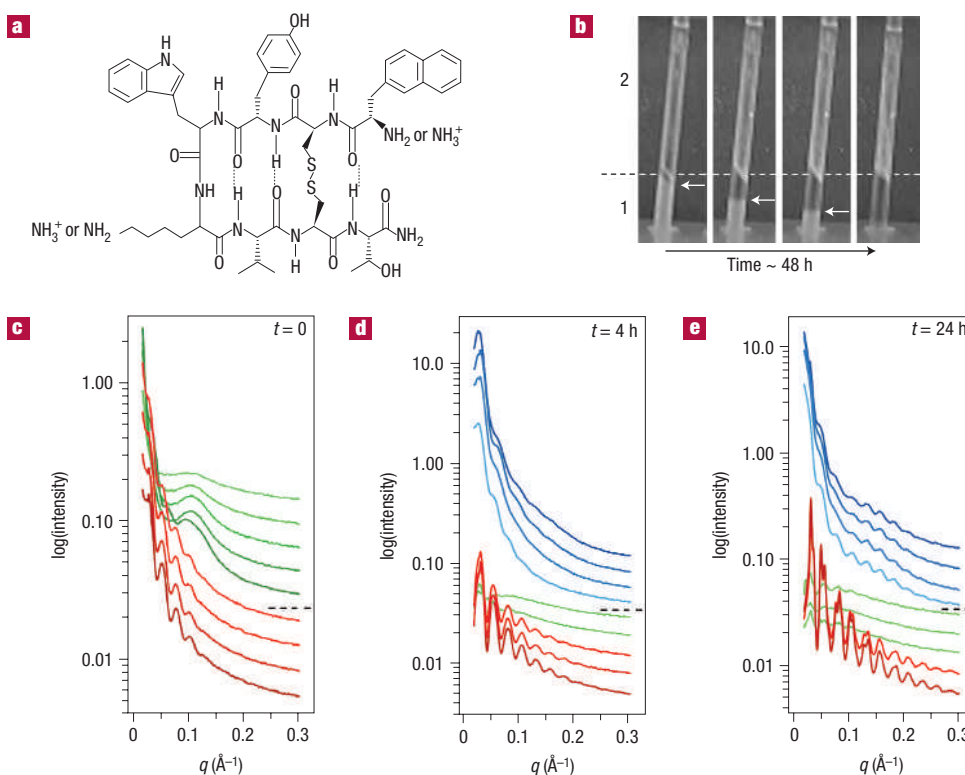 a
H
N
OH
H
N
O
O
N
H
H
N
O
O
NH2 or NH3+
O
NH
S
S
H
N
O
H
N
O
NH3+ or NH2
O
N
H
O
NH2
OH
b
2
1
Time ~ 48 h
c
t = 0
1.00
0.10
0.01
log(intensity)
0 0.1 0.2 0.3
q (Å–1)
d
t = 4 h
10.0
1.00
0.10
0.01
log(intensity)
0 0.1 0.2 0.3
q (Å–1)
e
t = 24 h
10.0
1.00
0.10
0.01
log(intensity)
0 0.1 0.2 0.3
q (Å–1)